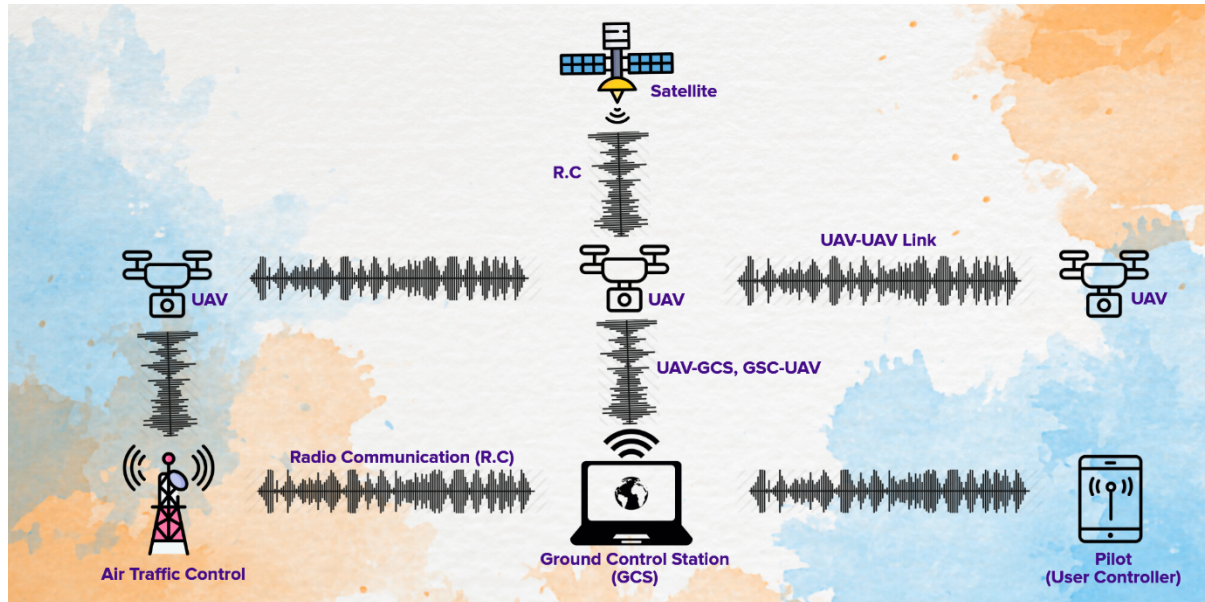 Satellite
R.C
UAV-UAV Link
UAV
UAV
UAV
UAV-GCS, GSC-UAV
Radio Communication (R.C)
Air Traffic Control
Ground Control Station
(GCS)
Pilot
(User Controller)